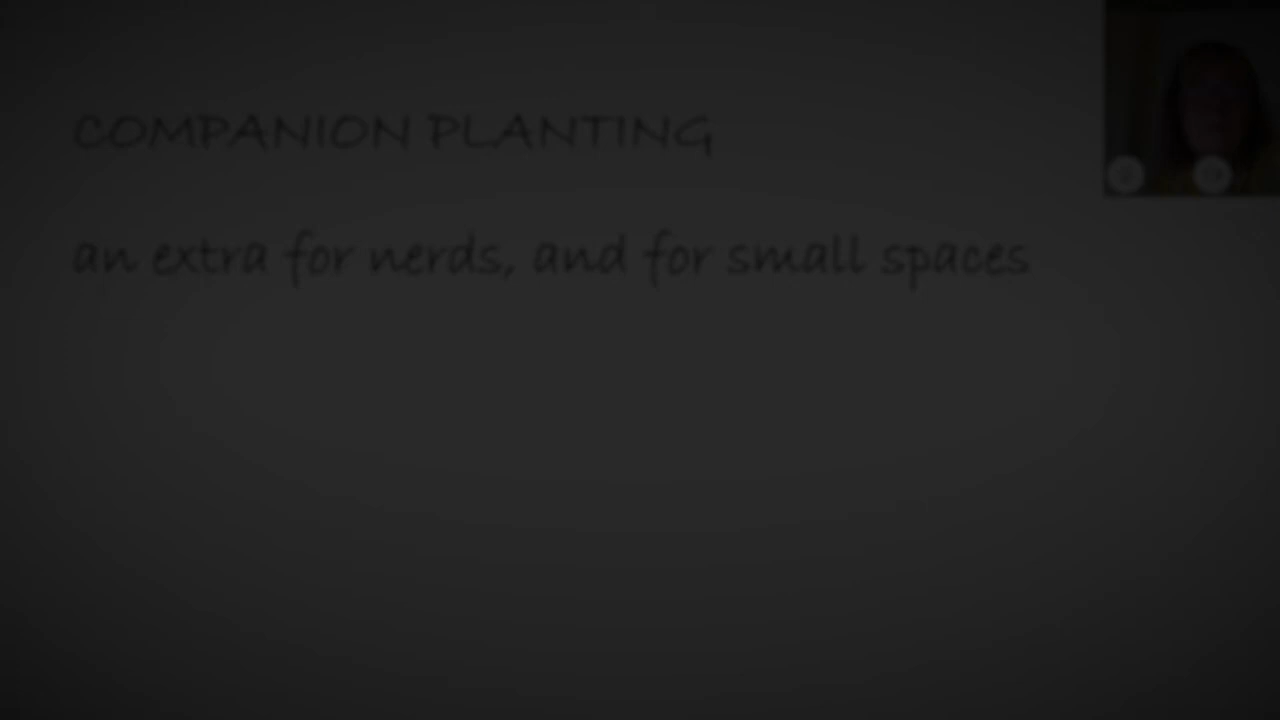 COMPANION PLANTING
an extra for nerds, and for small spaces